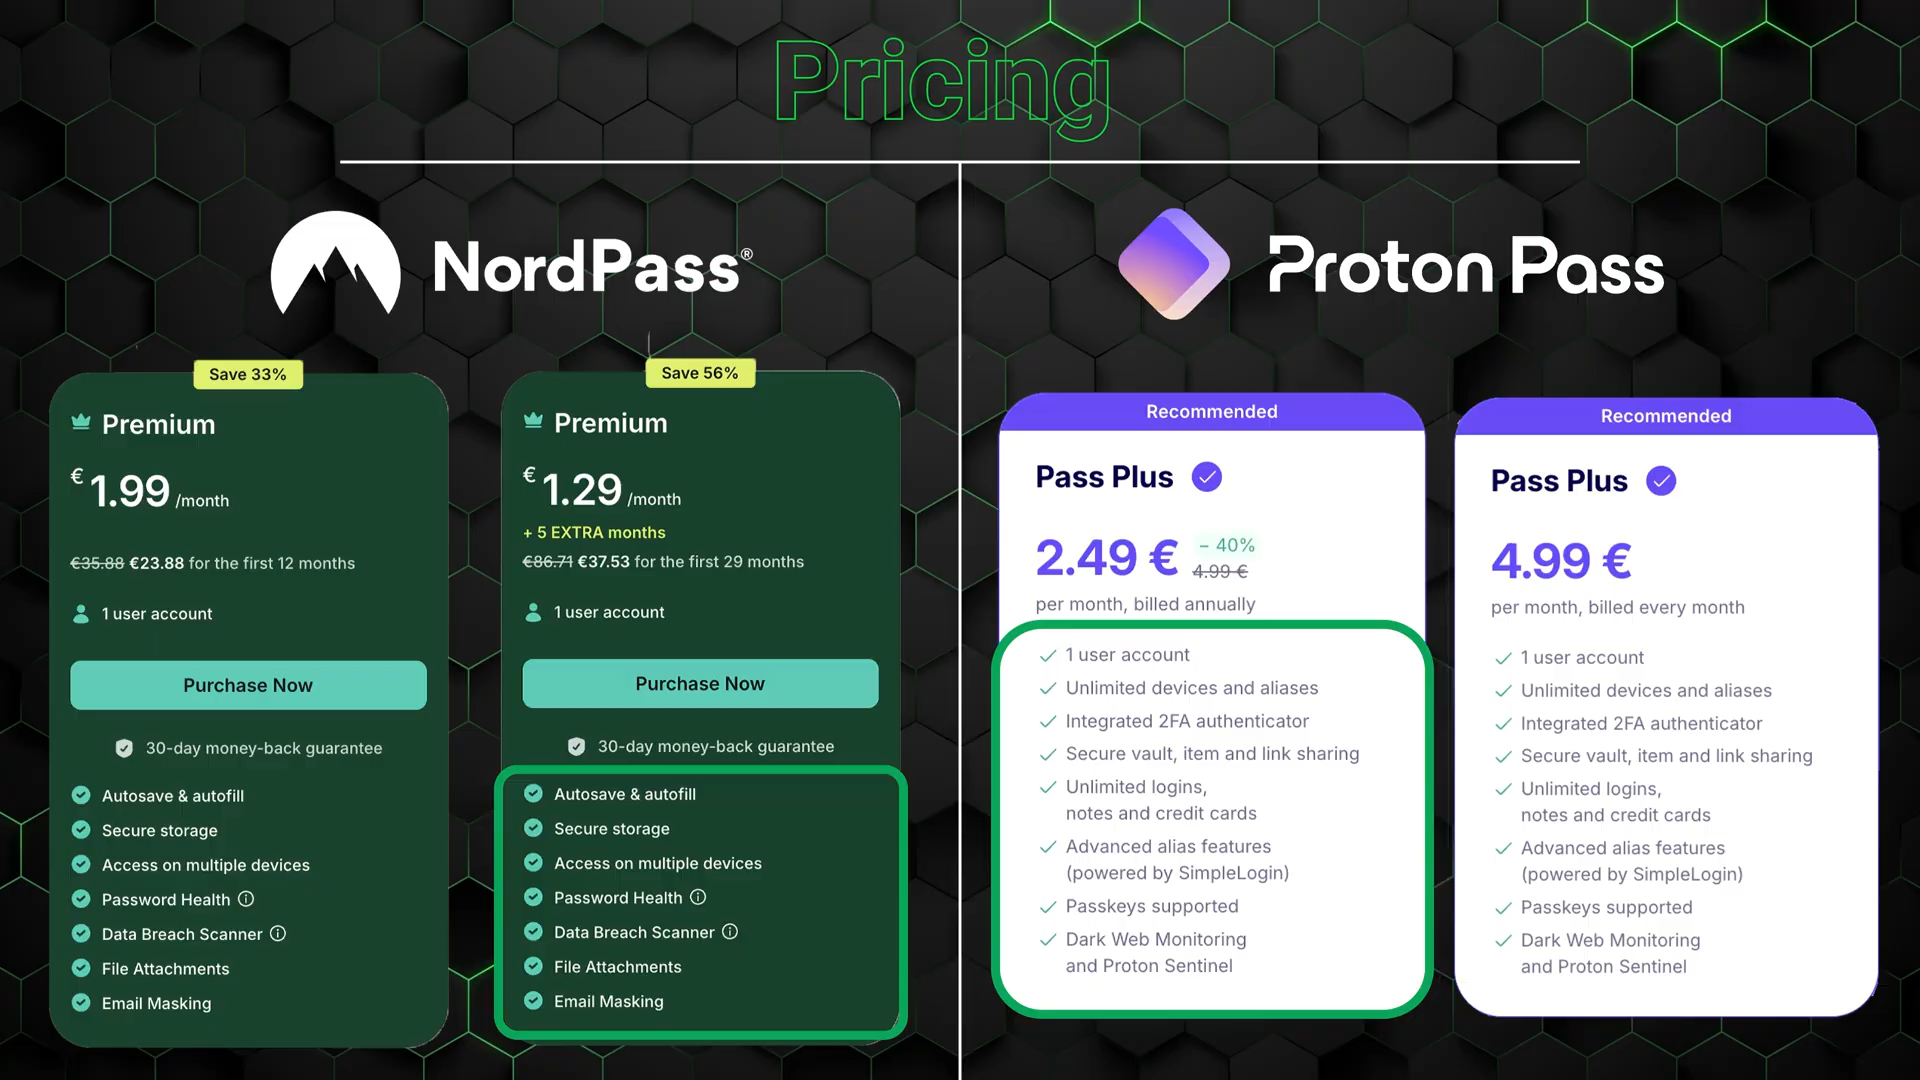 Pricing
NordPass®
Save 33%
Premium
€ 1.99 /month
€35.88 €23.88 for the first 12 months
1 user account
Purchase Now
30-day money-back guarantee
Autosave & autofill
Secure storage
Access on multiple devices
Password Health
Data Breach Scanner
File Attachments
Email Masking
Save 56%
Premium
€ 1.29 /month
+ 5 EXTRA months
€86.71 €37.53 for the first 29 months
1 user account
Purchase Now
30-day money-back guarantee
Autosave & autofill
Secure storage
Access on multiple devices
Password Health
Data Breach Scanner
File Attachments
Email Masking
Proton Pass
Recommended
Pass Plus
2.49 € − 40%
4.99 €
per month, billed annually
1 user account
Unlimited devices and aliases
Integrated 2FA authenticator
Secure vault, item and link sharing
Unlimited logins,
notes and credit cards
Advanced alias features
(powered by SimpleLogin)
Passkeys supported
Dark Web Monitoring
and Proton Sentinel
Recommended
Pass Plus
4.99 €
per month, billed every month
1 user account
Unlimited devices and aliases
Integrated 2FA authenticator
Secure vault, item and link sharing
Unlimited logins,
notes and credit cards
Advanced alias features
(powered by SimpleLogin)
Passkeys supported
Dark Web Monitoring
and Proton Sentinel